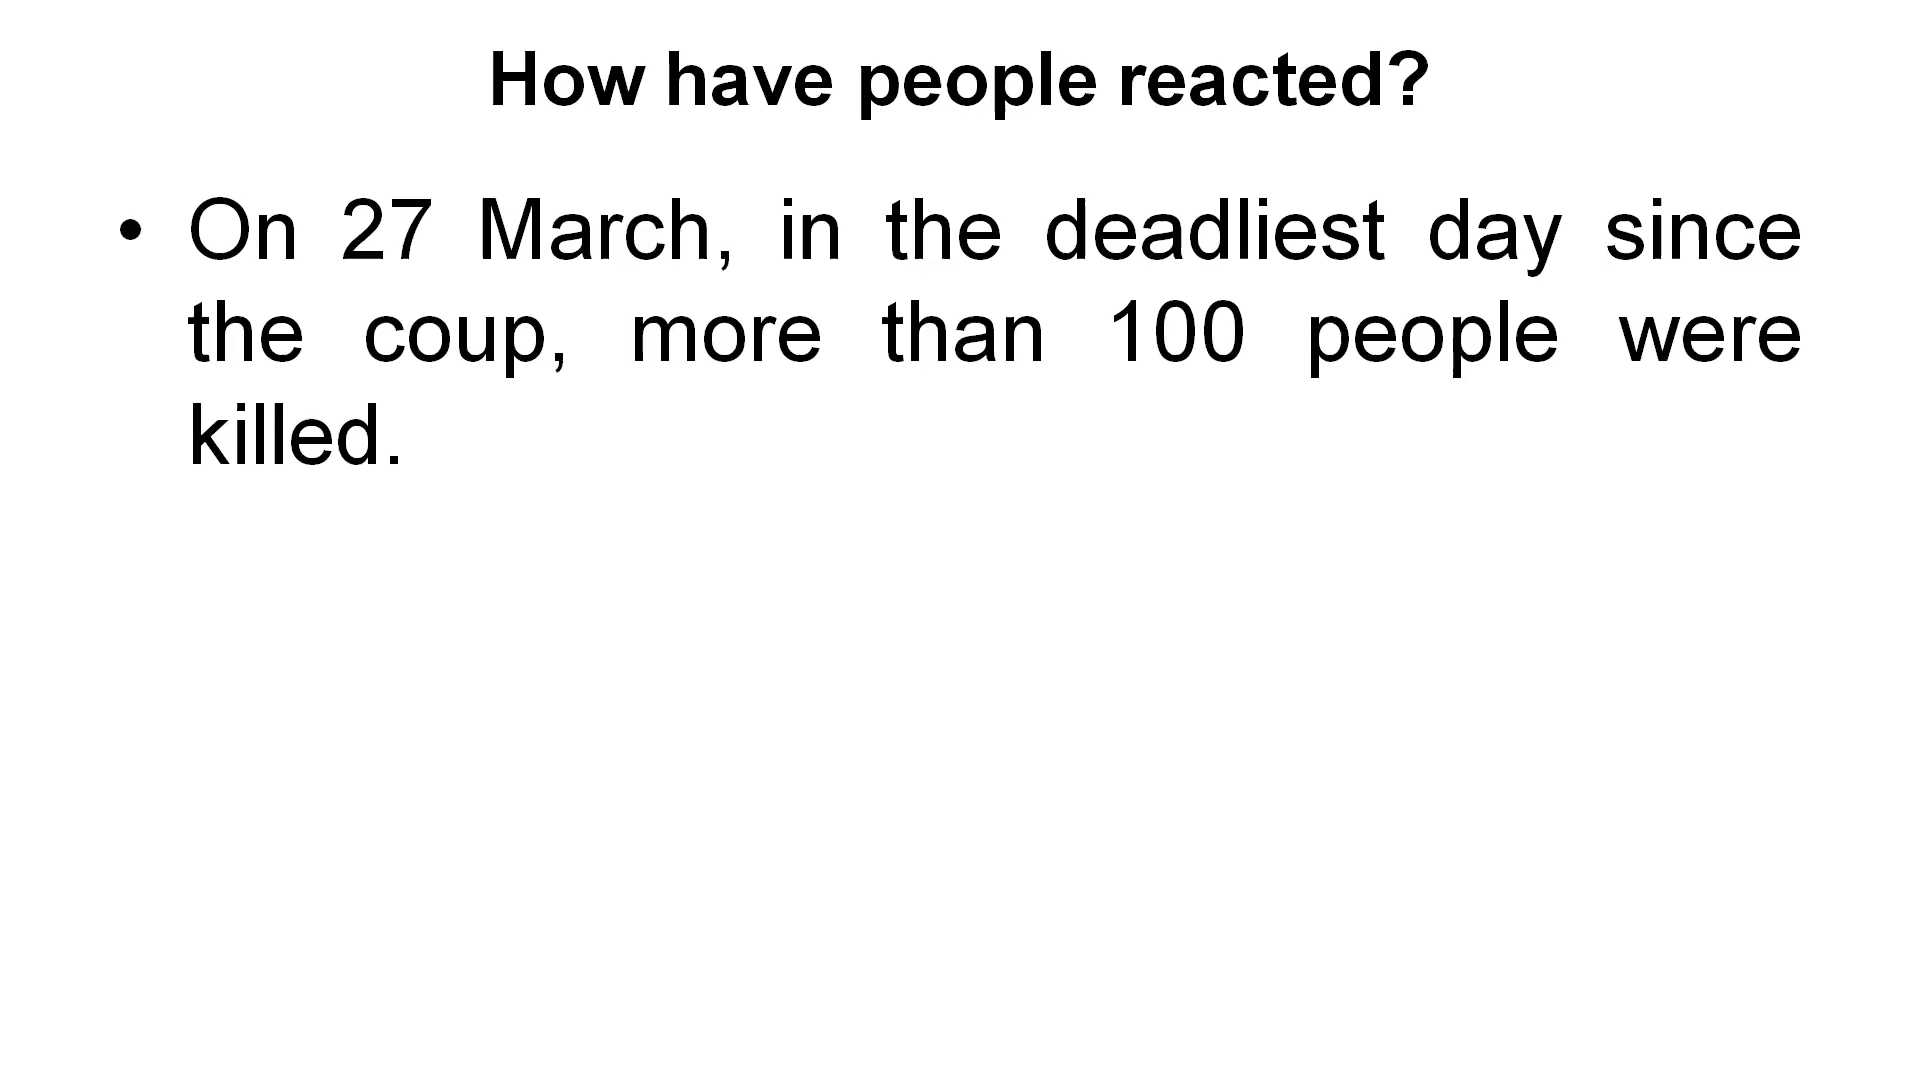 How have people reacted?
• On 27 March, in the deadliest day since
the coup, more than 100 people were
killed.